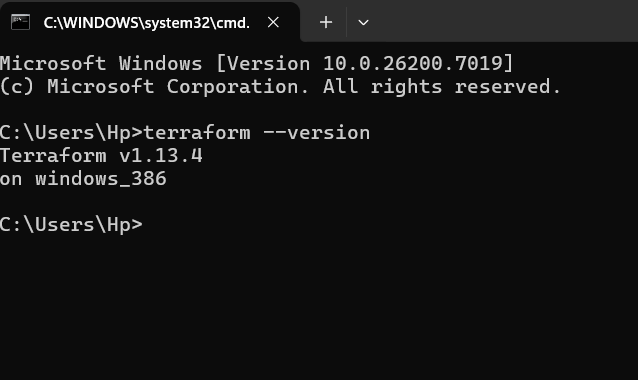 C:\WINDOWS\system32\cmd.
Microsoft Windows [Version 10.0.26200.7019]
(c) Microsoft Corporation. All rights reserved.
C:\Users\Hp>terraform --version
Terraform v1.13.4
on windows_386
C:\Users\Hp>